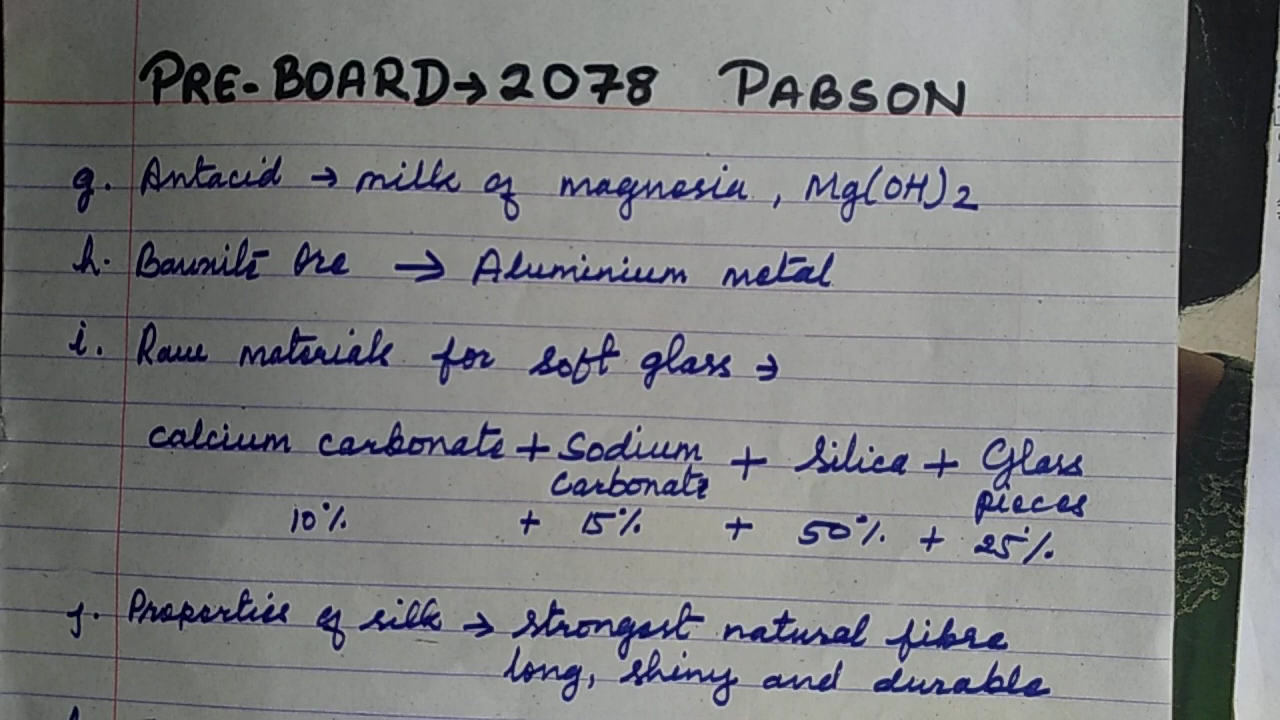 PRE-BOARD→2078 PABSON
g. Antacid → milk of magnesia, Mg(OH)2
h. Bauxite Ore → Aluminium metal
i. Raw materials for soft glass →
calcium carbonate + Sodium carbonate + Silica + Glass pieces
10% + 15% + 50% + 25%
j. Properties of silk → strongest natural fibre
long, shiny and durable